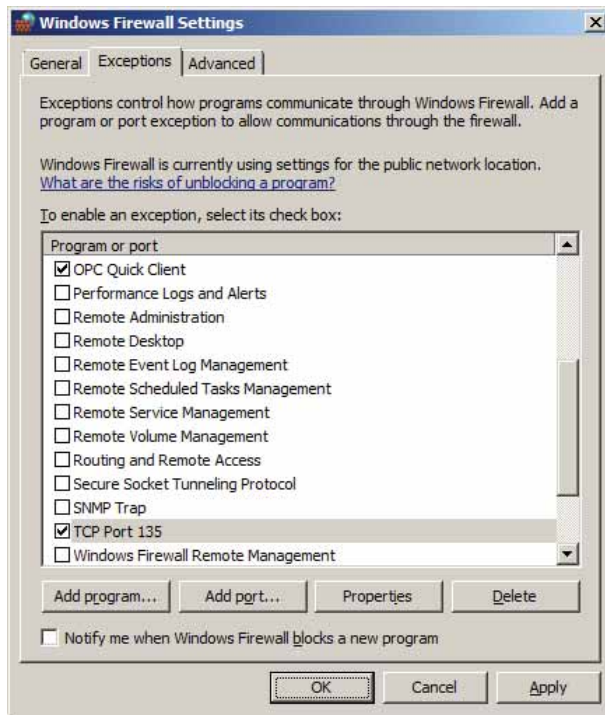 Windows Firewall Settings
General Exceptions Advanced
Exceptions control how programs communicate through Windows Firewall. Add a
program or port exception to allow communications through the firewall.
Windows Firewall is currently using settings for the public network location.
What are the risks of unblocking a program?
To enable an exception, select its check box:
Program or port
OPC Quick Client
Performance Logs and Alerts
Remote Administration
Remote Desktop
Remote Event Log Management
Remote Scheduled Tasks Management
Remote Service Management
Remote Volume Management
Routing and Remote Access
Secure Socket Tunneling Protocol
SNMP Trap
TCP Port 135
Windows Firewall Remote Management
Add program... Add port... Properties Delete
Notify me when Windows Firewall blocks a new program
OK Cancel Apply